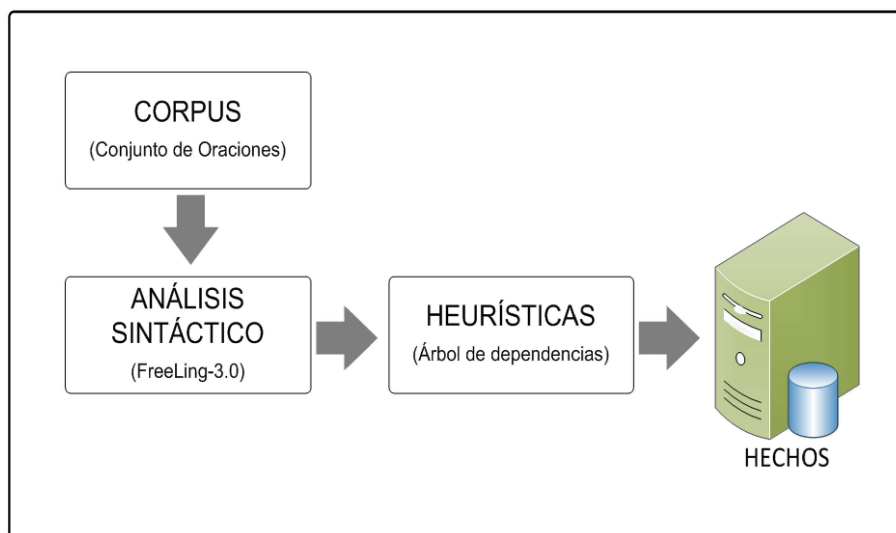 CORPUS
(Conjunto de Oraciones)
ANÁLISIS
SINTÁCTICO
(FreeLing-3.0)
HEURÍSTICAS
(Árbol de dependencias)
HECHOS